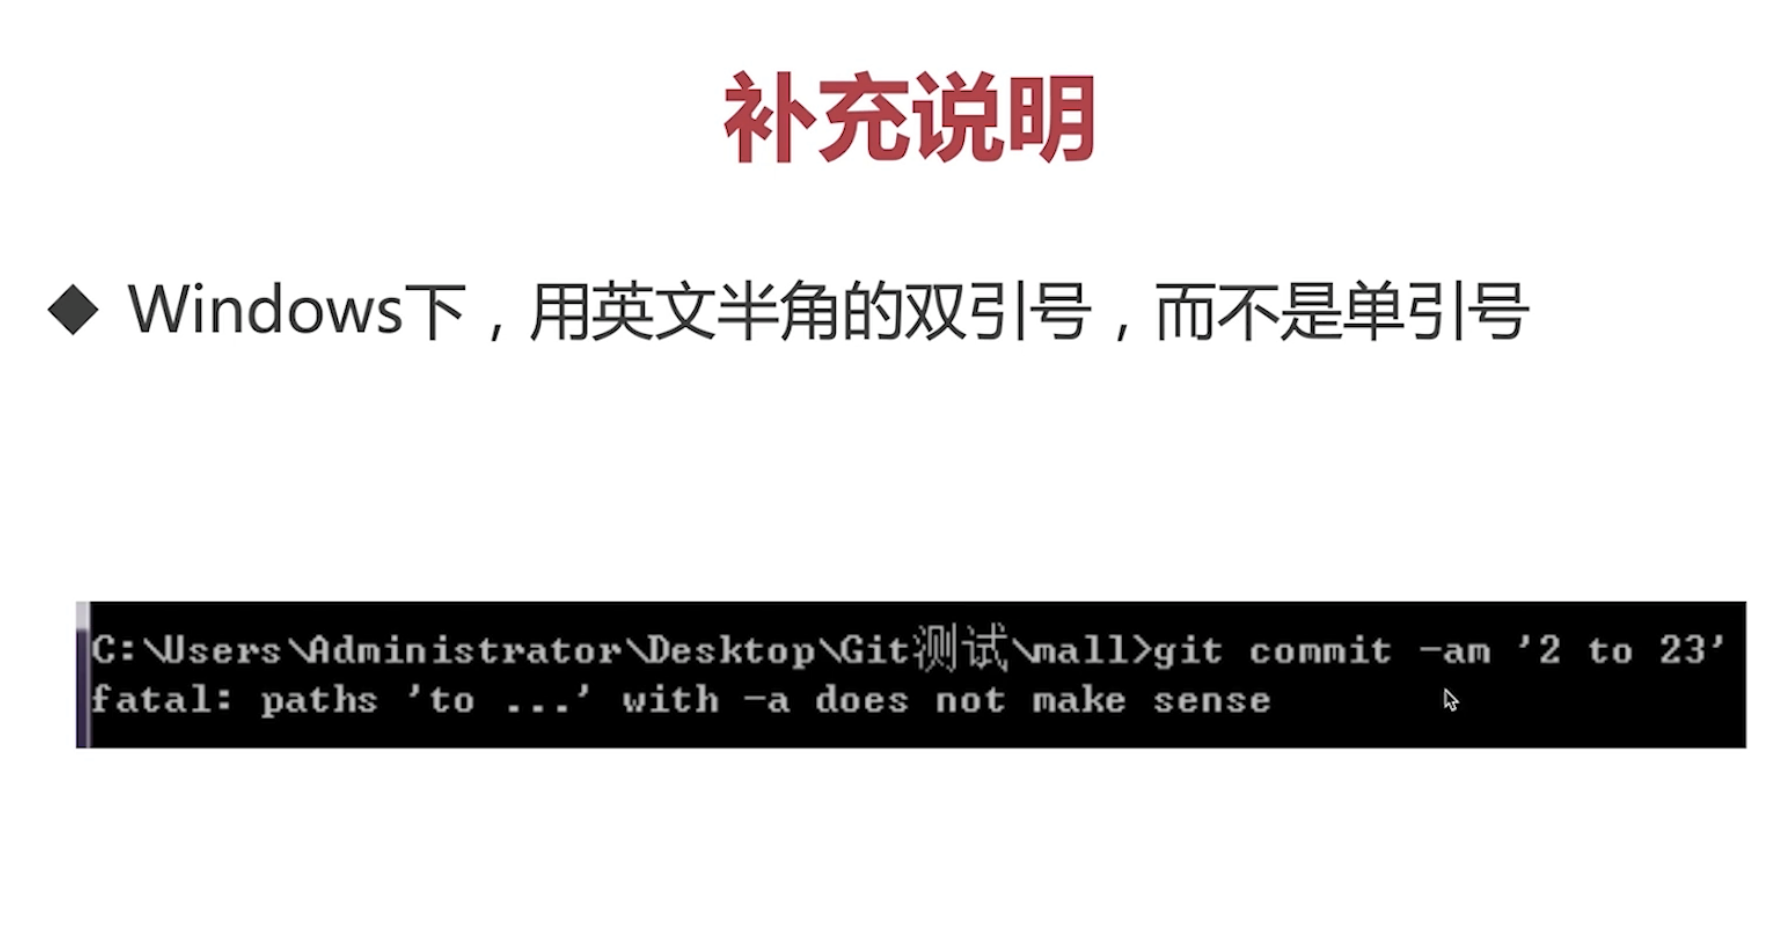 补充说明
◆ Windows下，用英文半角的双引号，而不是单引号
C:\Users\Administrator\Desktop\Git测试\mall>git commit -am '2 to 23'
fatal: paths 'to ...' with -a does not make sense